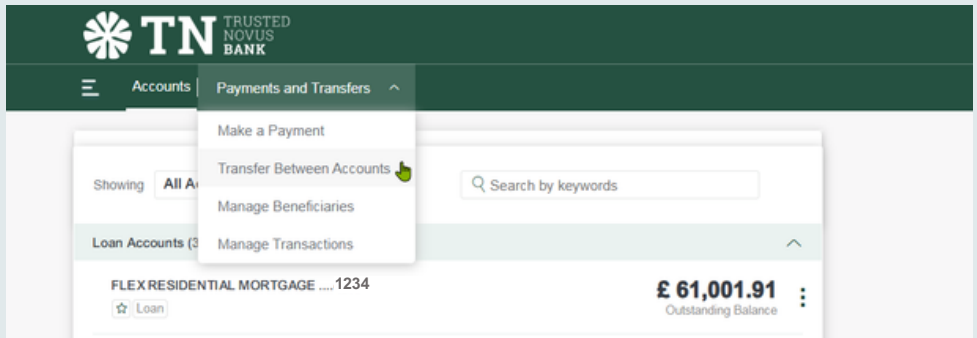 TN TRUSTED
NOVUS
BANK
Accounts | Payments and Transfers
Make a Payment
Transfer Between Accounts
Manage Beneficiaries
Manage Transactions
Showing All A
Search by keywords
Loan Accounts (3
FLEX RESIDENTIAL MORTGAGE .....1234
£ 61,001.91
Loan
Outstanding Balance